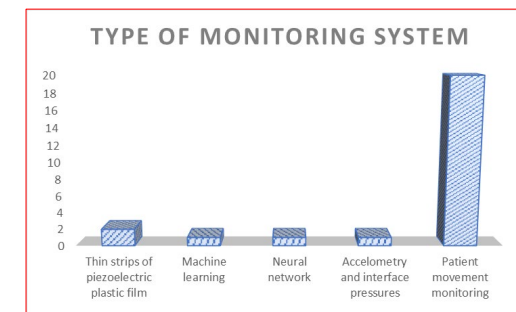 TYPE OF MONITORING SYSTEM
20
18
16
14
12
10
8
6
4
2
0
Thin strips of
piezoelectric
plastic film
Machine
learning
Neural
network
Accelometry
and interface
pressures
Patient
movement
monitoring